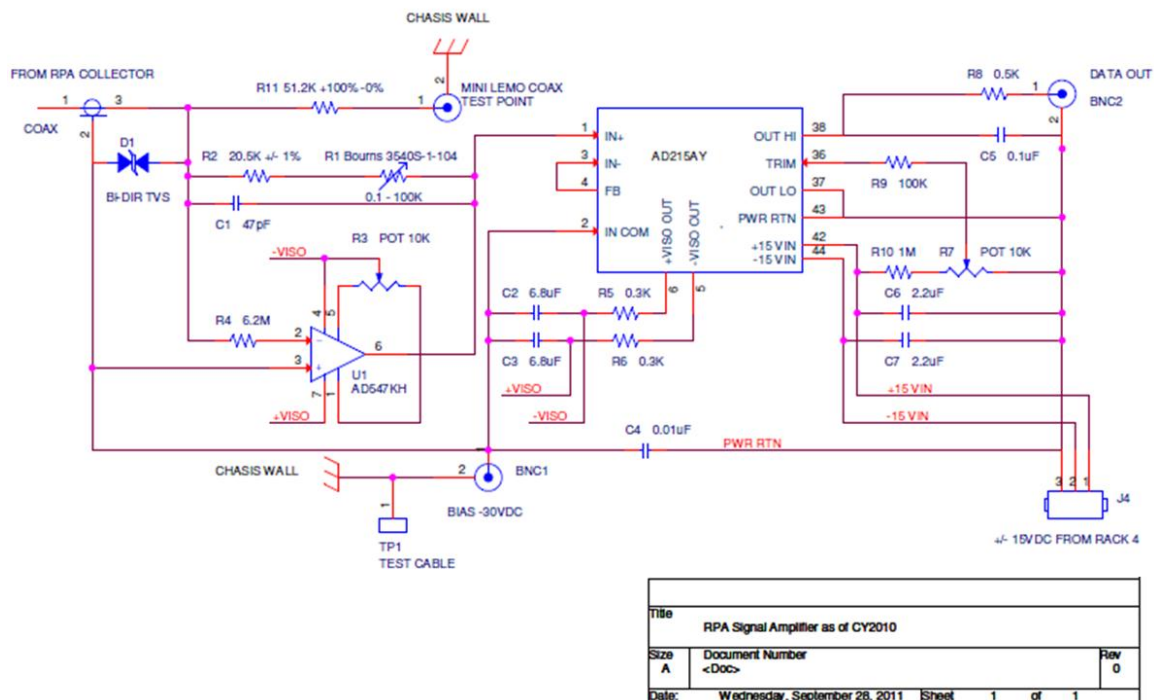 CHASIS WALL
2
FROM RPA COLLECTOR
1
3
COAX
2
R11 51.2K +100% -0%
1
MINI LEMO COAX
TEST POINT
D1
BI-DIR TVS
R2 20.5K +/- 1%
R1 Bourns 3540S-1-104
0.1 - 100K
C1 47pF
R3 POT 10K
-VISO
4
5
R4 6.2M
2
3
6
U1
AD547KH
7
1
+VISO
AD215AY
1
IN+
3
IN-
4
FB
2
IN COM
+VISO OUT
-VISO OUT
6
5
OUT HI
38
TRIM
36
OUT LO
37
PWR RTN
43
+15 VIN
42
-15 VIN
44
R8 0.5K
1
DATA OUT
BNC2
2
C5 0.1uF
R9 100K
R10 1M
R7
POT 10K
C6 2.2uF
C7 2.2uF
C2 6.8uF
R5 0.3K
C3 6.8uF
R6 0.3K
+VISO
-VISO
+15 VIN
-15 VIN
C4 0.01uF
PWR RTN
CHASIS WALL
1
2
BNC1
BIAS -30VDC
1
TP1
TEST CABLE
3
2
1
J4
+/- 15VDC FROM RACK 4
Title
RPA Signal Amplifier as of CY2010
Size
A
Document Number
<Doc>
Rev
0
Date:
Wednesday, September 28, 2011
Sheet
1
of
1